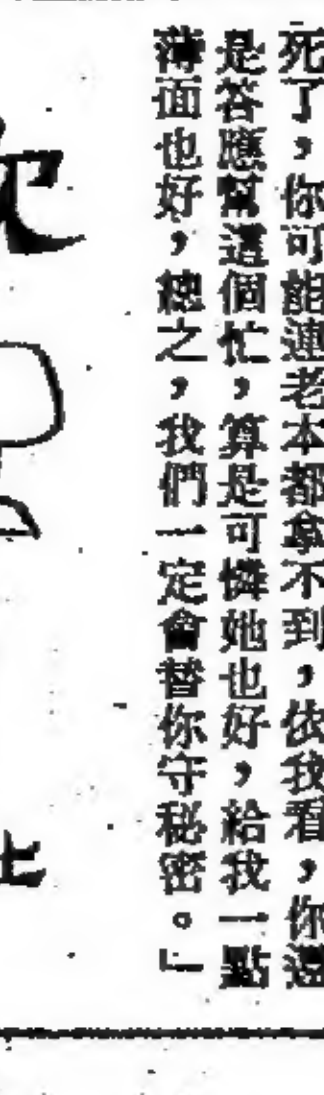 死了，你可能連老本都拿不到，依我看，你還
是答應幫這個忙，算是可憐她也好，給我一點
薄面也好，總之，我們一定會替你守秘密。」